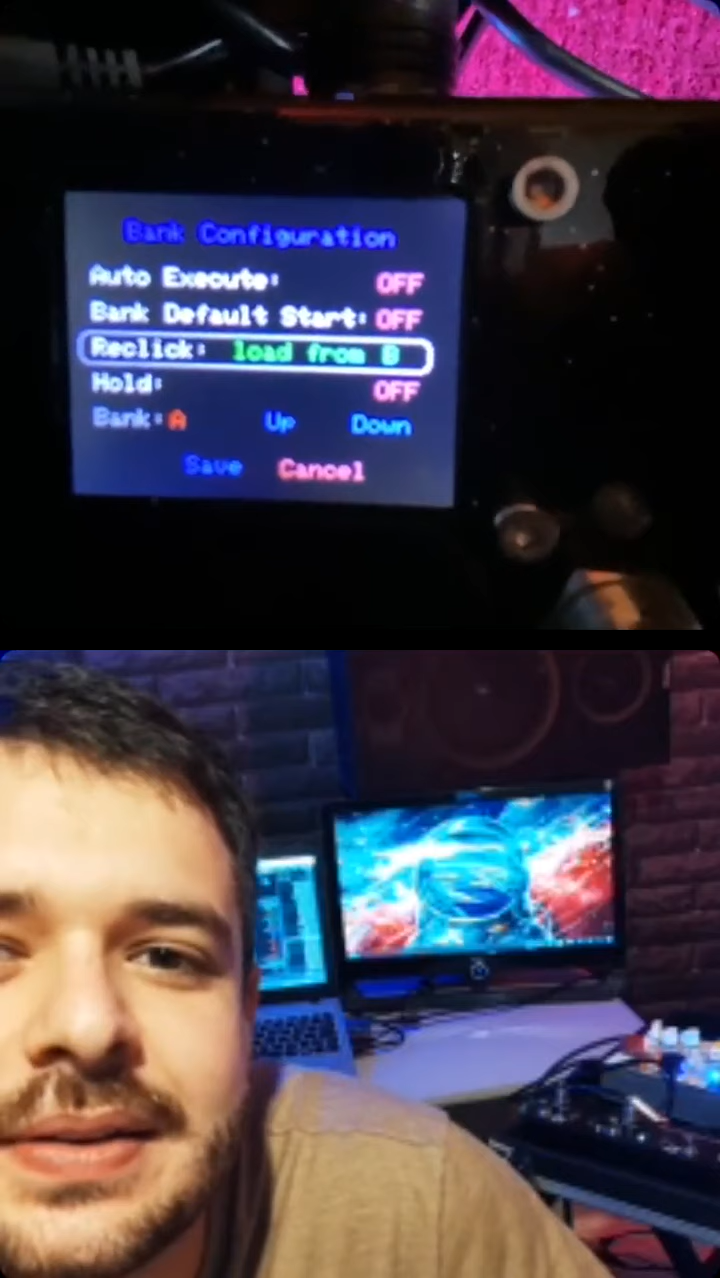 Bank Configuration
Auto Execute: OFF
Bank Default Start: OFF
Reclick: load from B
Hold: OFF
Bank: A Up Down
Save Cancel